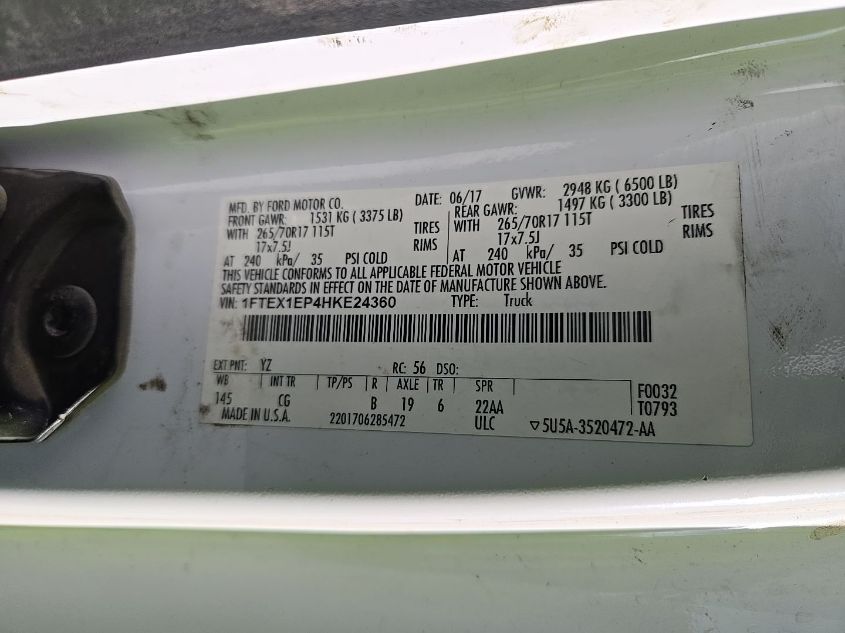 MFD. BY FORD MOTOR CO. DATE: 06/17 GVWR: 2948 KG ( 6500 LB)
FRONT GAWR: 1531 KG ( 3375 LB) REAR GAWR: 1497 KG ( 3300 LB)
WITH 265/70R17 115T TIRES WITH 265/70R17 115T TIRES
17x7.5J RIMS 17x7.5J RIMS
AT 240 kPa/ 35 PSI COLD AT 240 kPa/ 35 PSI COLD
THIS VEHICLE CONFORMS TO ALL APPLICABLE FEDERAL MOTOR VEHICLE
SAFETY STANDARDS IN EFFECT ON THE DATE OF MANUFACTURE SHOWN ABOVE.
VIN: 1FTEX1EP4HKE24360 TYPE: Truck
EXT PNT: YZ RC: 56 DSO:
WB INT TR TP/PS R AXLE TR SPR F0032
145 CG B 19 6 22AA T0793
MADE IN U.S.A. 2201706285472 ULC ▽5U5A-3520472-AA